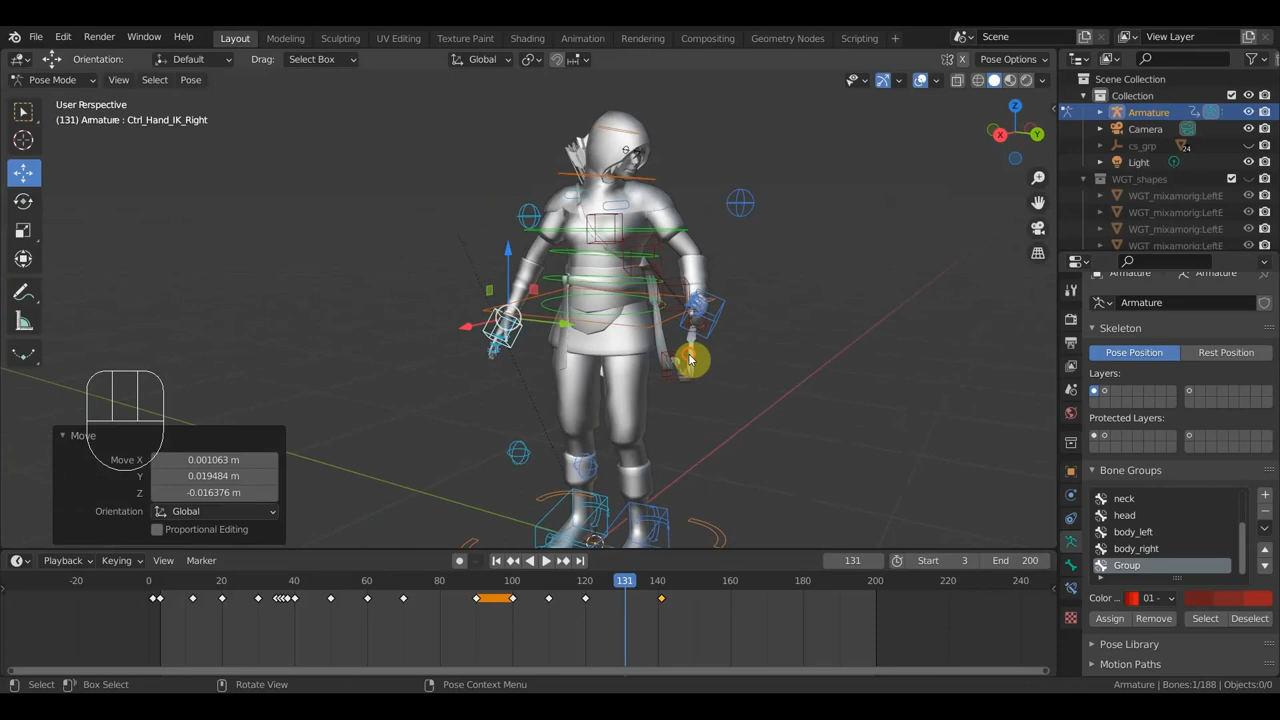 File Edit Render Window Help Layout Modeling Sculpting UV Editing Texture Paint Shading Animation Rendering Compositing Geometry Nodes Scripting + Scene View Layer
Orientation: Default Drag: Select Box Global X Pose Options
Pose Mode View Select Pose
User Perspective
(131) Armature : Ctrl_Hand_IK_Right
Z
X
Y
Scene Collection
Collection
Armature
Camera
cs_grp 24
Light
WGT_shapes
WGT_mixamorig:LeftE
WGT_mixamorig:LeftE
WGT_mixamorig:LeftE
Armature Armature
Armature
Skeleton
Pose Position Rest Position
Layers:
Protected Layers:
Bone Groups
neck
head
body_left
body_right
Group
Color... 01 -
Assign Remove Select Deselect
Pose Library
Motion Paths
Move
Move X 0.001063 m
Y 0.019484 m
Z -0.016376 m
Orientation Global
Proportional Editing
Playback Keying View Marker 131 Start 3 End 200
-20 0 20 40 60 80 100 120 131 140 160 180 200 220 240
Select Box Select Rotate View Pose Context Menu Armature | Bones:1/188 | Objects:0/0